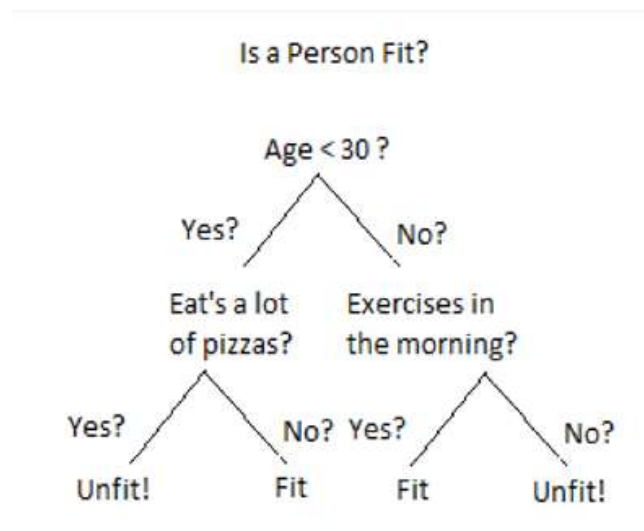 Is a Person Fit?
Age < 30 ?
Yes?
No?
Eat's a lot
of pizzas?
Exercises in
the morning?
Yes?
No?
Yes?
No?
Unfit!
Fit
Fit
Unfit!